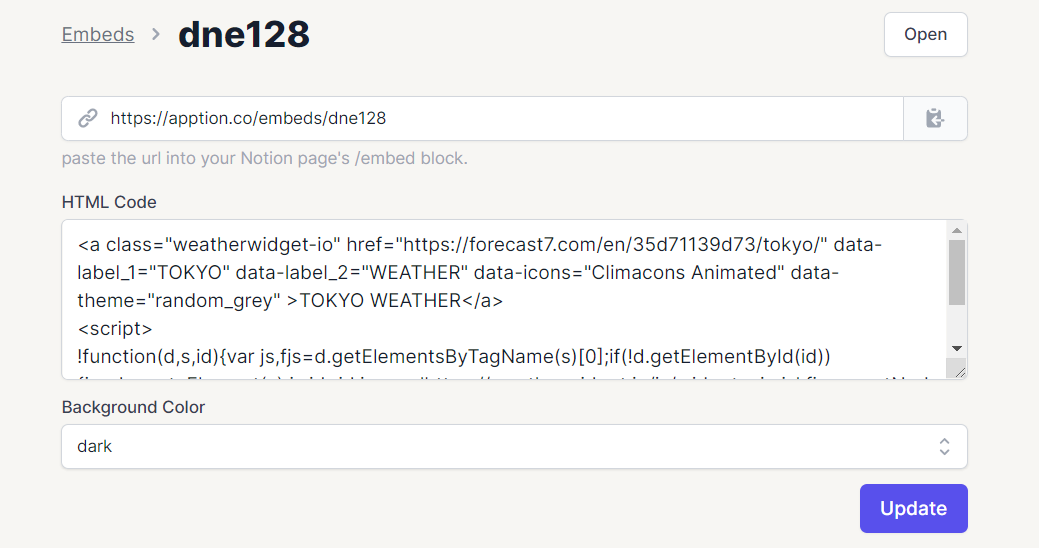 Embeds > dne128
Open
https://apption.co/embeds/dne128
paste the url into your Notion page's /embed block.
HTML Code
<a class="weatherwidget-io" href="https://forecast7.com/en/35d71139d73/tokyo/" data-
label_1="TOKYO" data-label_2="WEATHER" data-icons="Climacons Animated" data-
theme="random_grey" >TOKYO WEATHER</a>
<script>
!function(d,s,id){var js,fjs=d.getElementsByTagName(s)[0];if(!d.getElementById(id))
Background Color
dark
Update